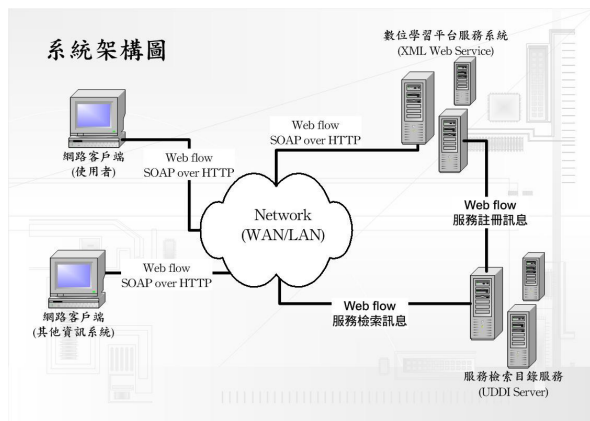 系統架構圖
數位學習平台服務系統
(XML Web Service)
網路客戶端
(使用者)
Web flow
SOAP over HTTP
Web flow
SOAP over HTTP
Web flow
服務註冊訊息
Network
(WAN/LAN)
Web flow
SOAP over HTTP
網路客戶端
(其他資訊系統)
Web flow
服務檢索訊息
服務檢索目錄服務
(UDDI Server)